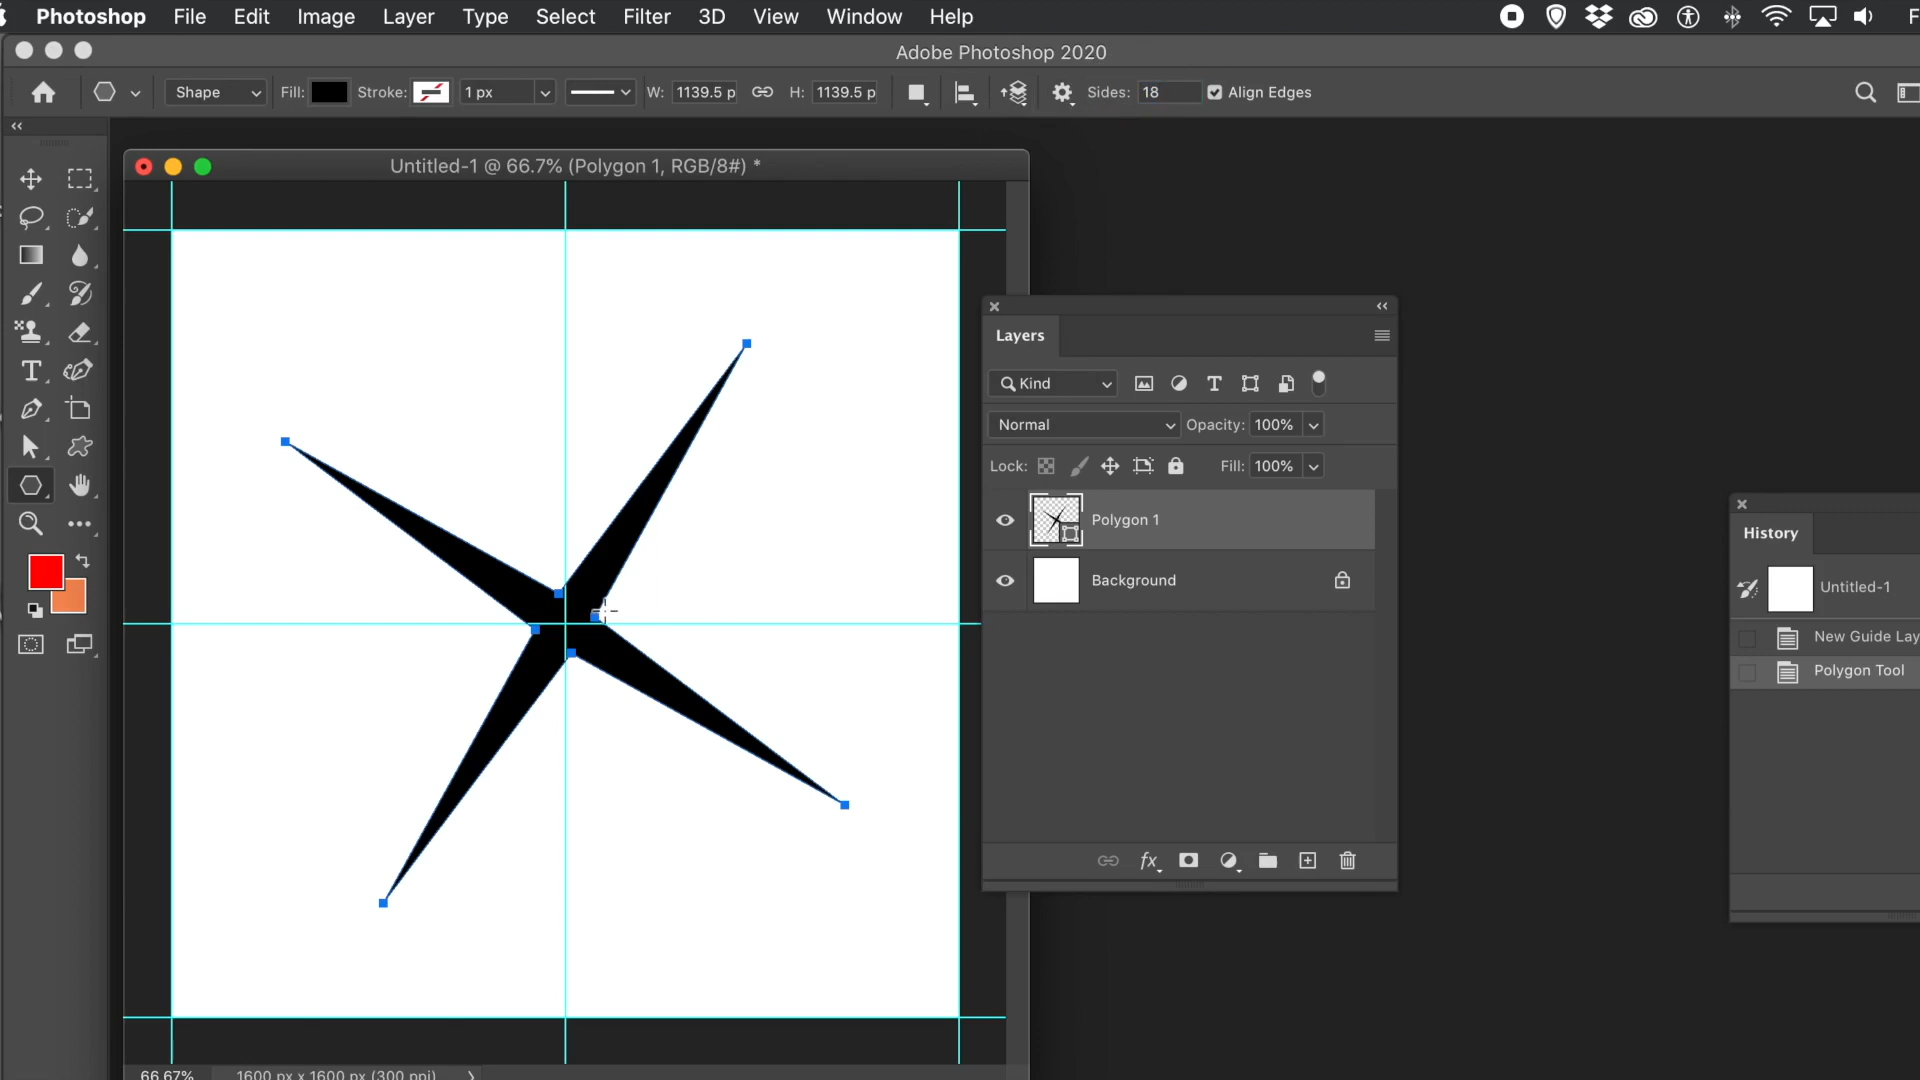 Photoshop File Edit Image Layer Type Select Filter 3D View Window Help
Adobe Photoshop 2020
Shape Fill: Stroke: 1 px W: 1139.5 p H: 1139.5 p Sides: 18 Align Edges
Untitled-1 @ 66.7% (Polygon 1, RGB/8#) *
Layers
Kind
Normal Opacity: 100%
Lock: Fill: 100%
Polygon 1
Background
History
Untitled-1
New Guide Lay
Polygon Tool
66.67% 1600 px x 1600 px (300 ppi)